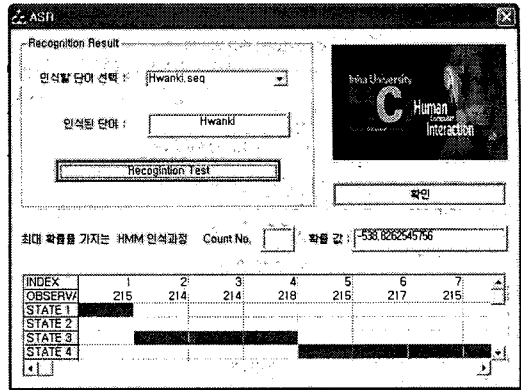 ASR
Recognition Result
인식할 단어 선택 : Hwanki.seq
인식된 단어 : Hwanki
Recogintion Test
Inha University
C Human
Computer
Interaction
확인
최대 확률을 가지는 HMM 인식과정 Count No. 확률 값 : -538.8262545756
INDEX 1 2 3 4 5 6 7
OBSERVA 215 214 214 218 215 217 215
STATE 1
STATE 2
STATE 3
STATE 4